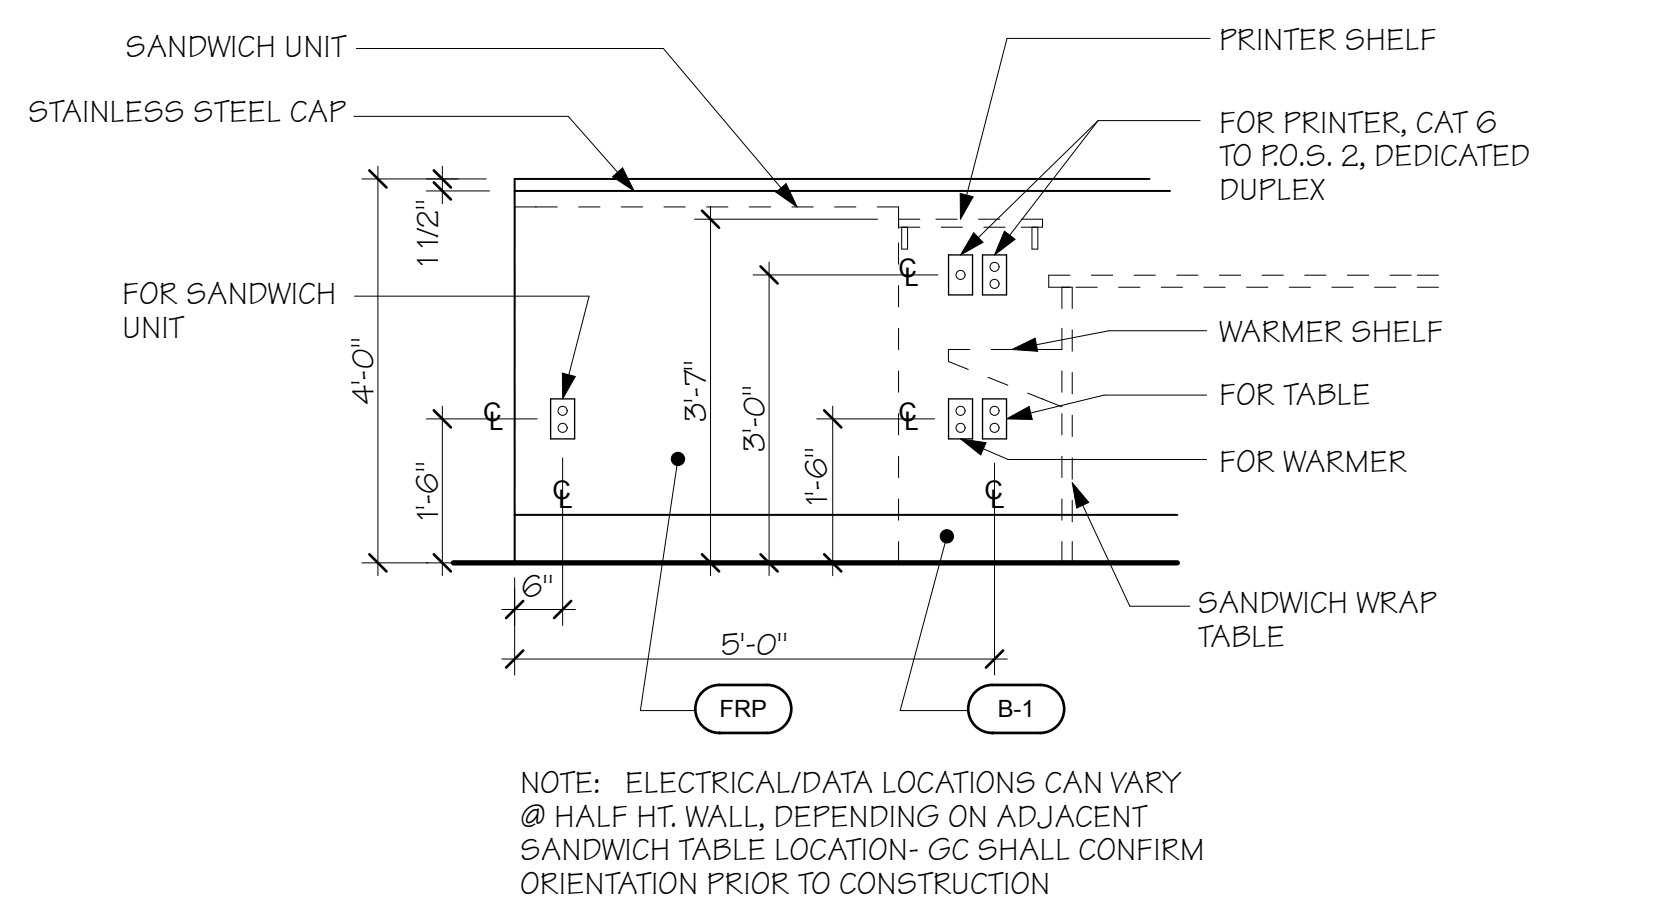 SANDWICH UNIT
STAINLESS STEEL CAP
PRINTER SHELF
FOR PRINTER, CAT 6
TO P.O.S. 2, DEDICATED
DUPLEX
1 1/2"
FOR SANDWICH
UNIT
4'-0"
℄
1'-6"
℄
6"
5'-0"
3'-7"
3'-0"
℄
1'-6"
℄
℄
WARMER SHELF
FOR TABLE
FOR WARMER
SANDWICH WRAP
TABLE
FRP
B-1
NOTE: ELECTRICAL/DATA LOCATIONS CAN VARY
@ HALF HT. WALL, DEPENDING ON ADJACENT
SANDWICH TABLE LOCATION- GC SHALL CONFIRM
ORIENTATION PRIOR TO CONSTRUCTION